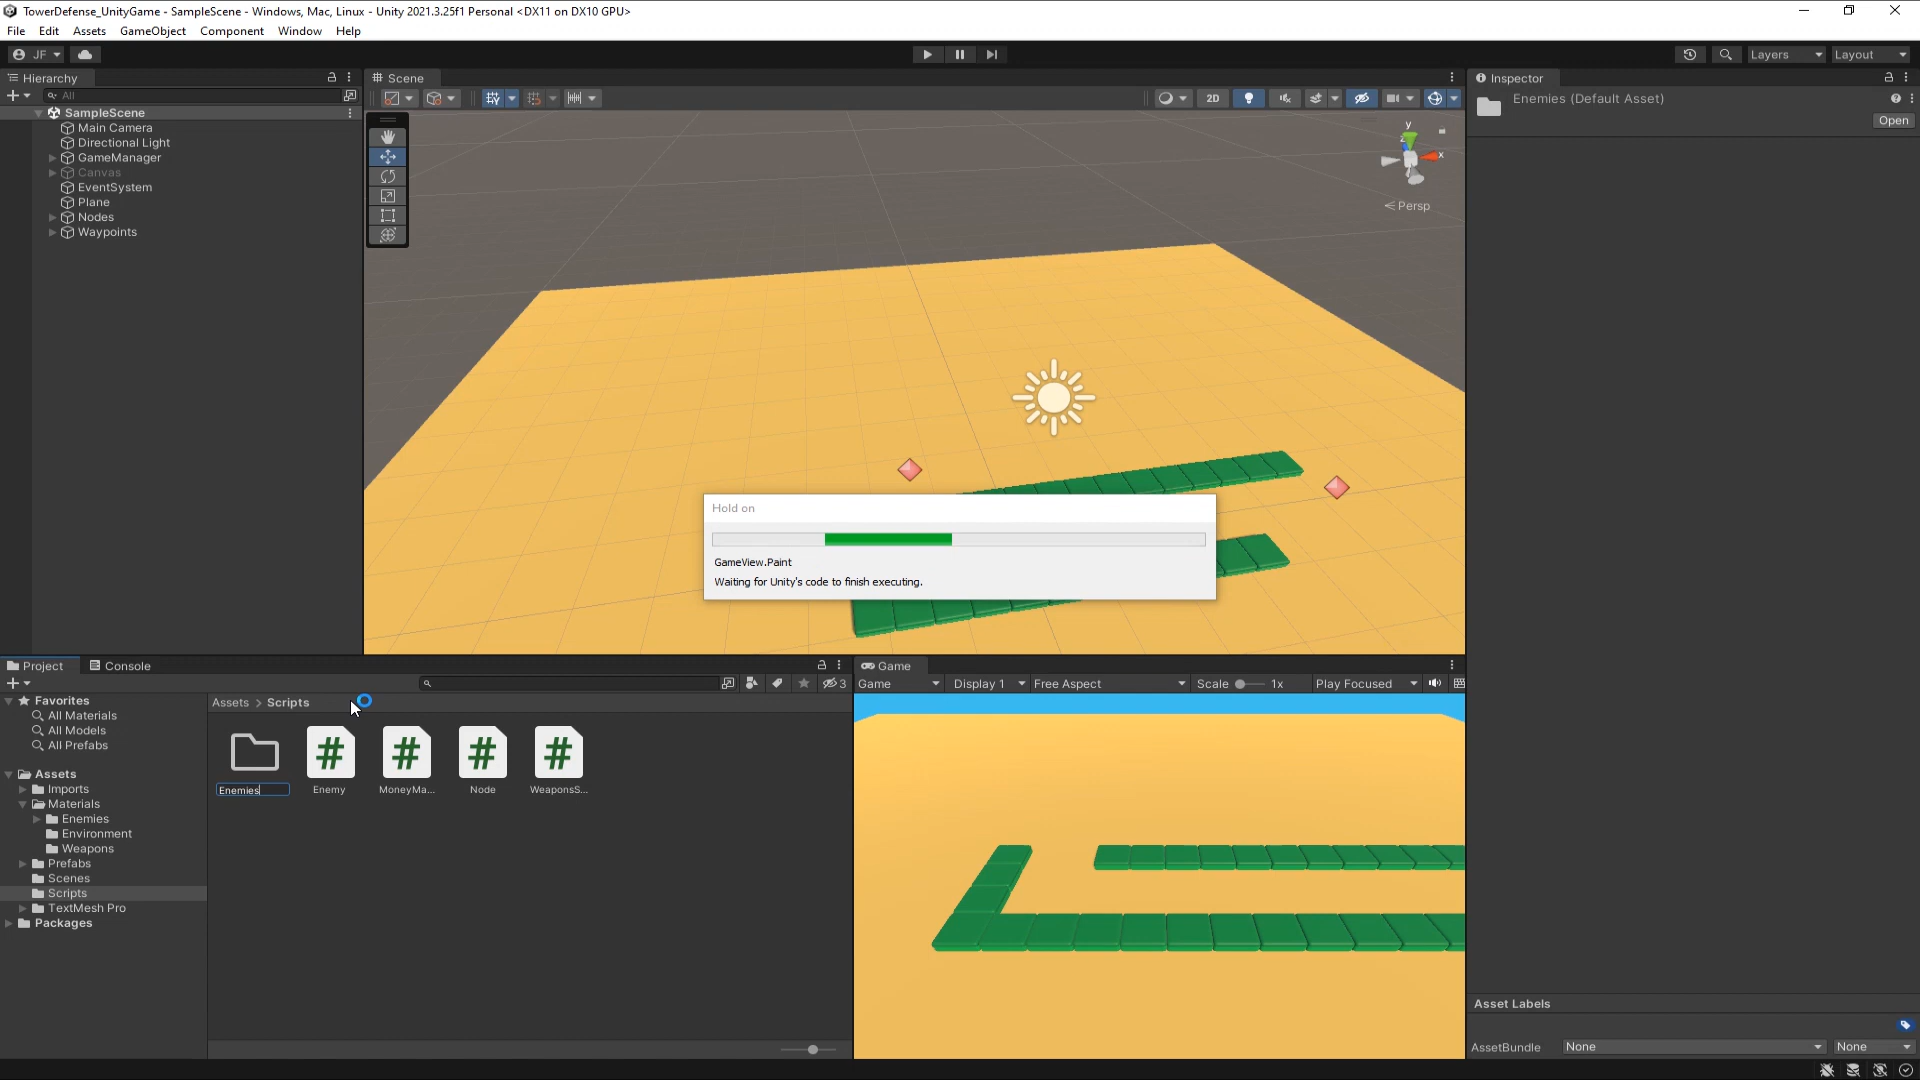 TowerDefense_UnityGame - SampleScene - Windows, Mac, Linux - Unity 2021.3.25f1 Personal <DX11 on DX10 GPU>
File Edit Assets GameObject Component Window Help
JF Layers Layout
Hierarchy
All
SampleScene
Main Camera
Directional Light
GameManager
Canvas
EventSystem
Plane
Nodes
Waypoints
Scene
2D
y
z
x
Persp
Inspector
Enemies (Default Asset)
Open
Hold on
GameView.Paint
Waiting for Unity's code to finish executing.
Project Console
3
Favorites
All Materials
All Models
All Prefabs
Assets
Imports
Materials
Enemies
Environment
Weapons
Prefabs
Scenes
Scripts
TextMesh Pro
Packages
Assets > Scripts
# # # #
Enemies Enemy MoneyMa... Node WeaponsS...
Game
Game Display 1 Free Aspect Scale 1x Play Focused
Asset Labels
AssetBundle None None